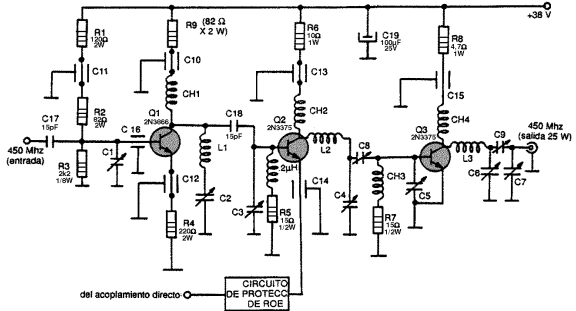 +38 V
R1
120Ω
2W
R9 (82 Ω
X 2 W)
R6
10Ω
1W
C19
100µF
25V
R8
4,7Ω
1W
C11
C10
C13
C15
CH1
CH2
CH4
R2
82Ω
2W
C17
15pF
C 16
Q1
2N3866
C18
15pF
Q2
2N3375
Q3
2N3375
C9
450 Mhz
(salida 25 W)
450 Mhz
(entrada)
C1
L1
L2
C8
L3
R3
2k2
1/8W
C12
C2
2µH
C14
CH3
C5
C6
C7
C3
R5
15Ω
1/2W
C4
R7
15Ω
1/2W
R4
220Ω
2W
del acoplamiento directo
CIRCUITO
DE PROTECC
DE ROE